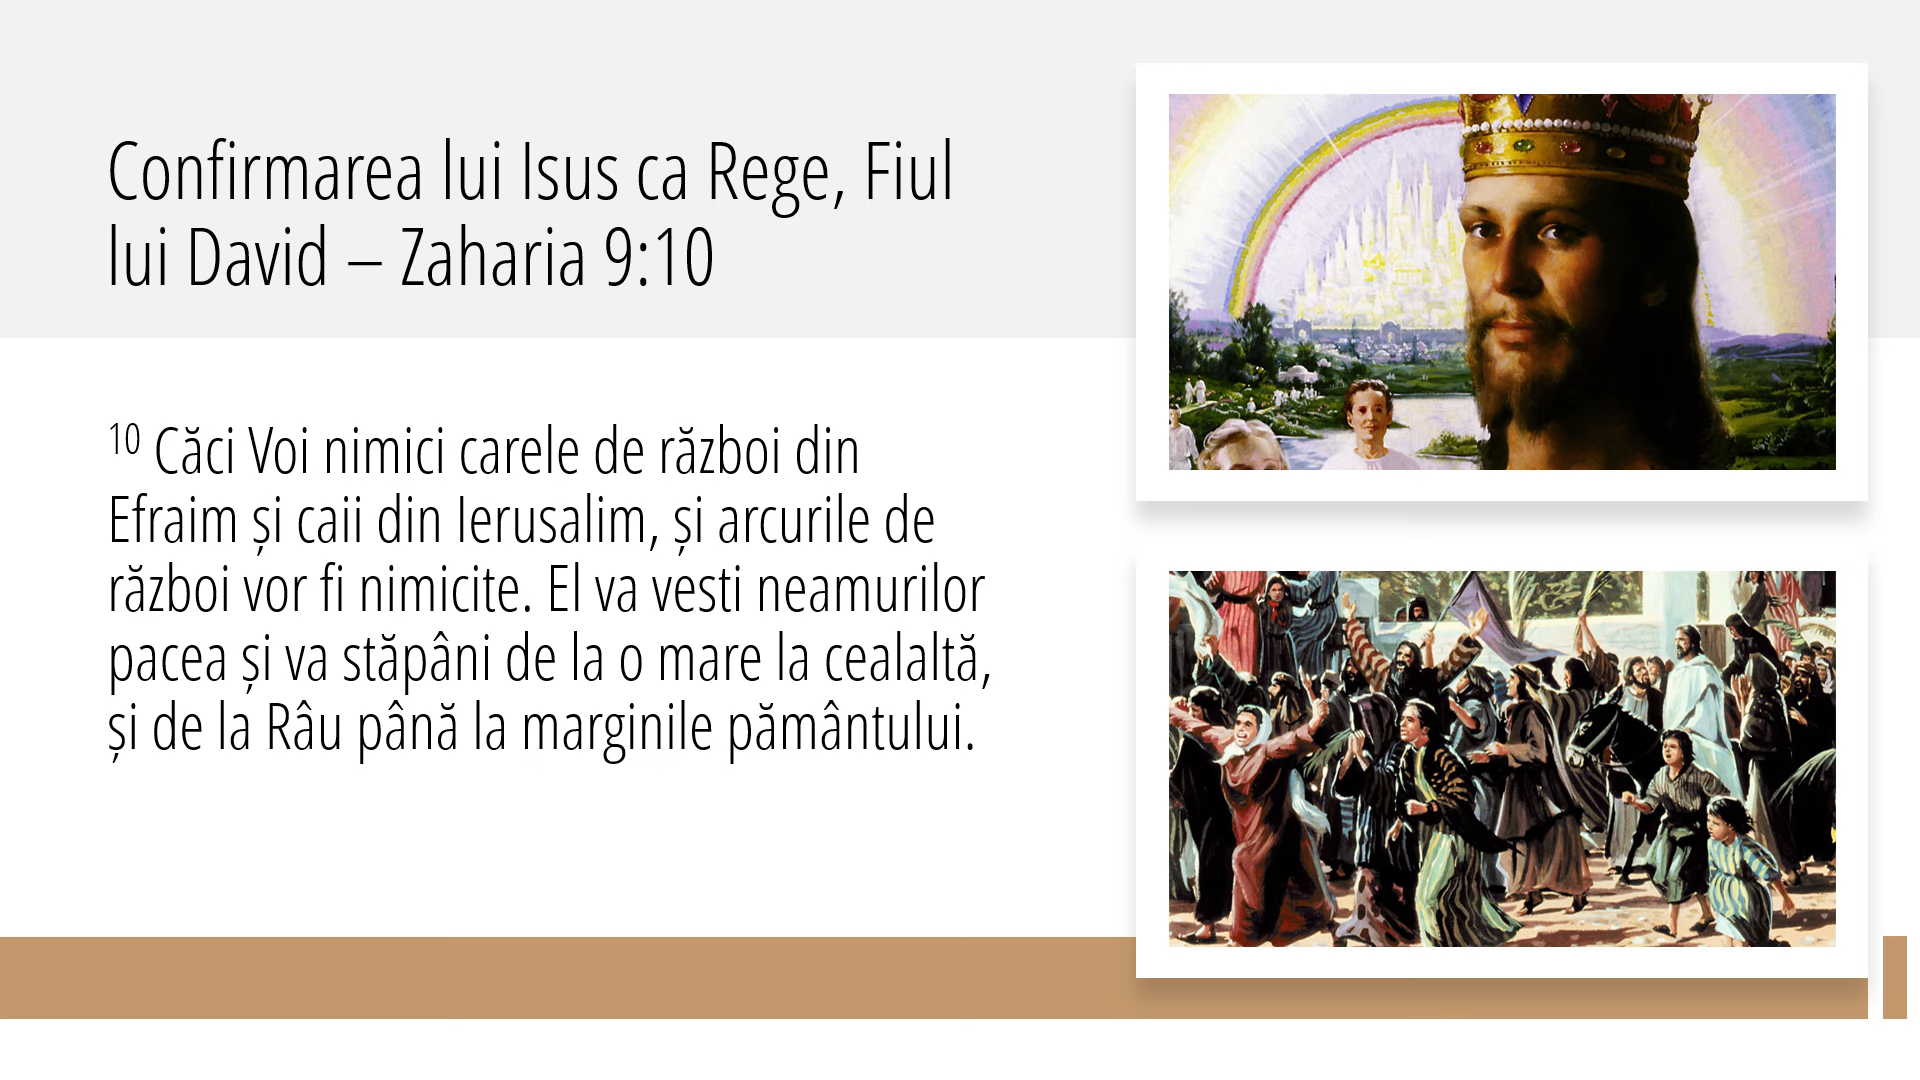 Confirmarea lui Isus ca Rege, Fiul
lui David – Zaharia 9:10
10 Căci Voi nimici carele de război din
Efraim și caii din Ierusalim, și arcurile de
război vor fi nimicite. El va vesti neamurilor
pacea și va stăpâni de la o mare la cealaltă,
și de la Râu până la marginile pământului.